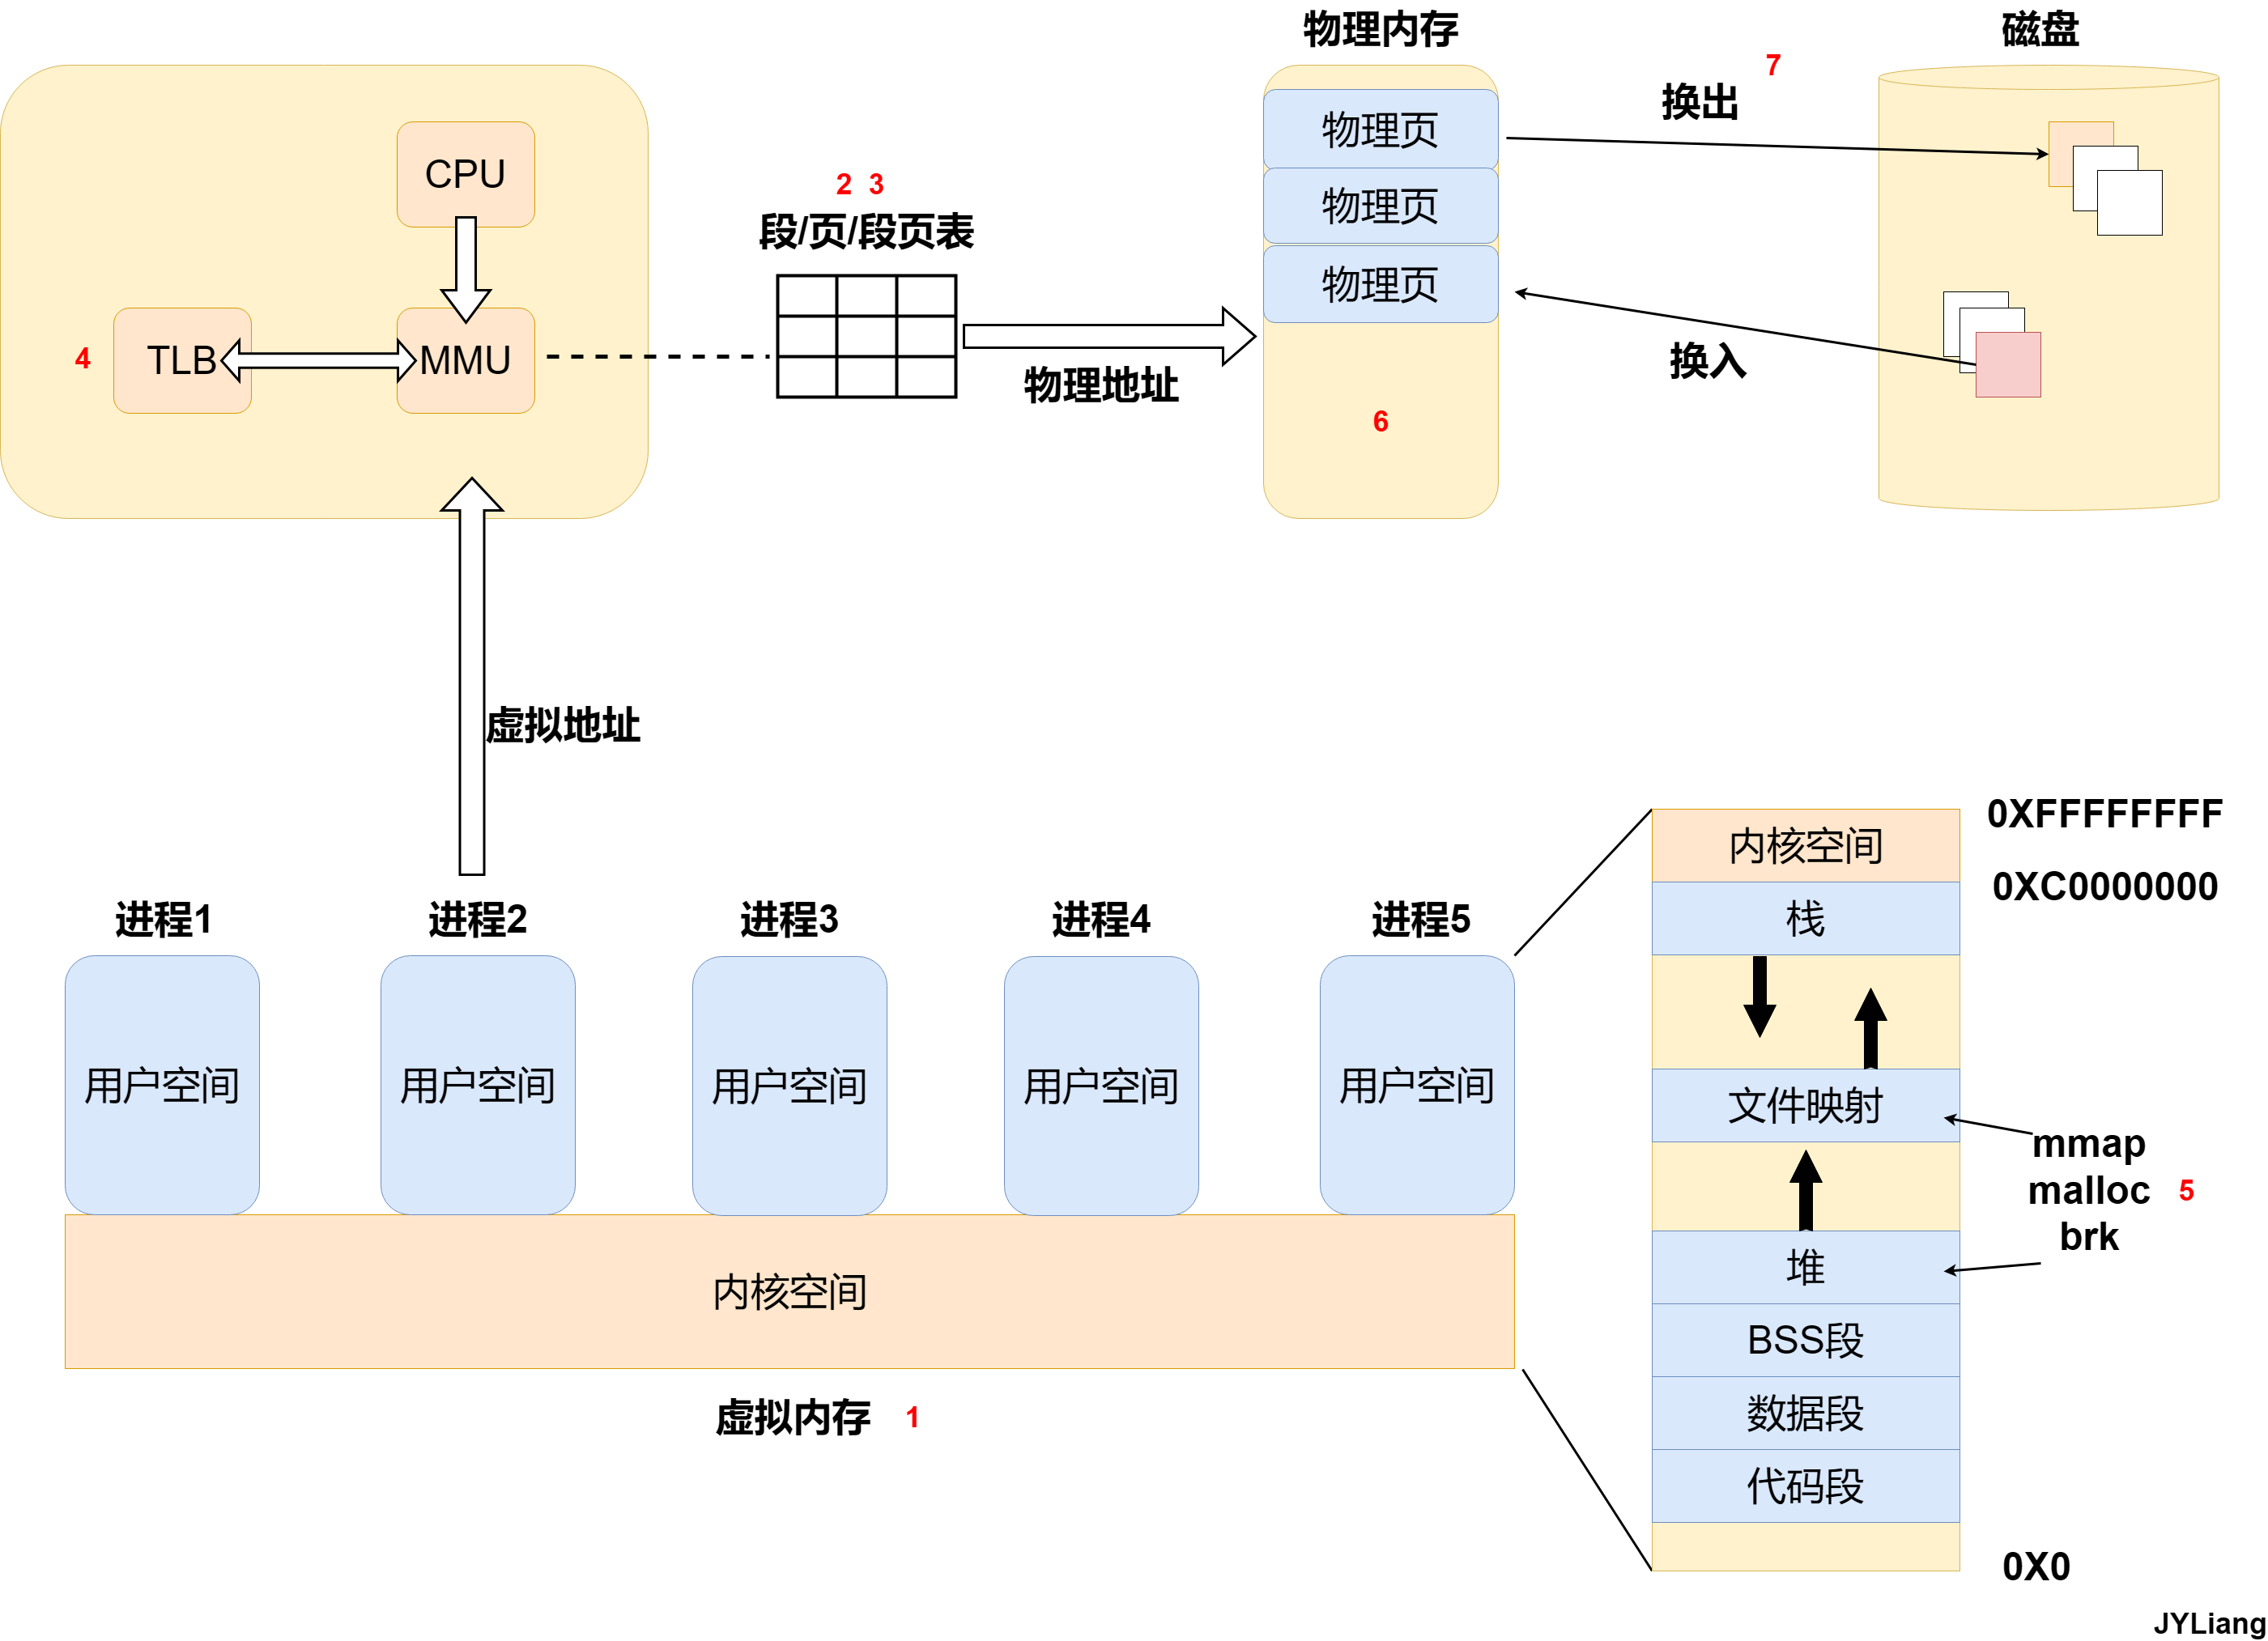 物理内存
磁盘
7
换出
CPU
物理页
物理页
物理页
2 3
段/页/段页表
4
TLB
MMU
物理地址
换入
6
虚拟地址
进程1
进程2
进程3
进程4
进程5
用户空间
用户空间
用户空间
用户空间
用户空间
内核空间
虚拟内存 1
0XFFFFFFFF
内核空间
0XC0000000
栈
文件映射
mmap
malloc 5
brk
堆
BSS段
数据段
代码段
0X0
JYLiang